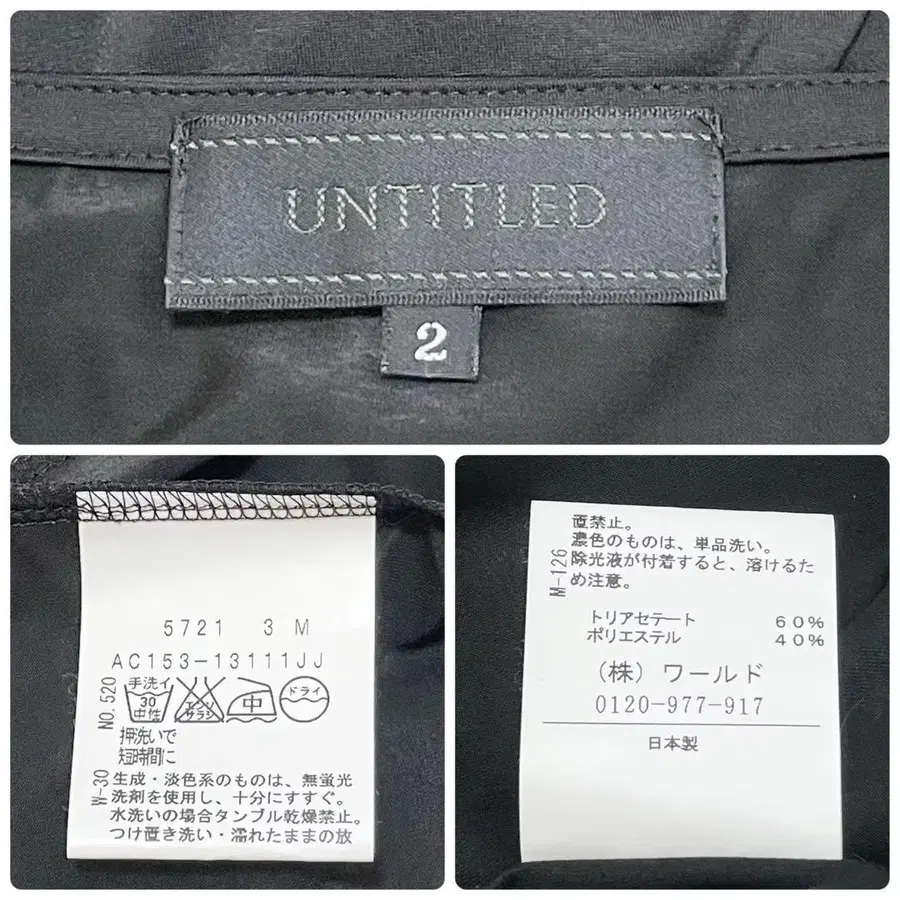 UNTITLED
2
5721 3 M
AC153-13111JJ
手洗イ
30
中性
エンソ
サラシ
中
ドライ
NO.520
押洗いで
短時間に
W-30
生成・淡色系のものは、無蛍光
洗剤を使用し、十分にすすぐ。
水洗いの場合タンブル乾燥禁止。
つけ置き洗い・濡れたままの放
直禁止。
濃色のものは、単品洗い。
除光液が付着すると、溶けるた
め注意。
M-126
トリアセテート 60%
ポリエステル 40%
(株)ワールド
0120-977-917
日本製